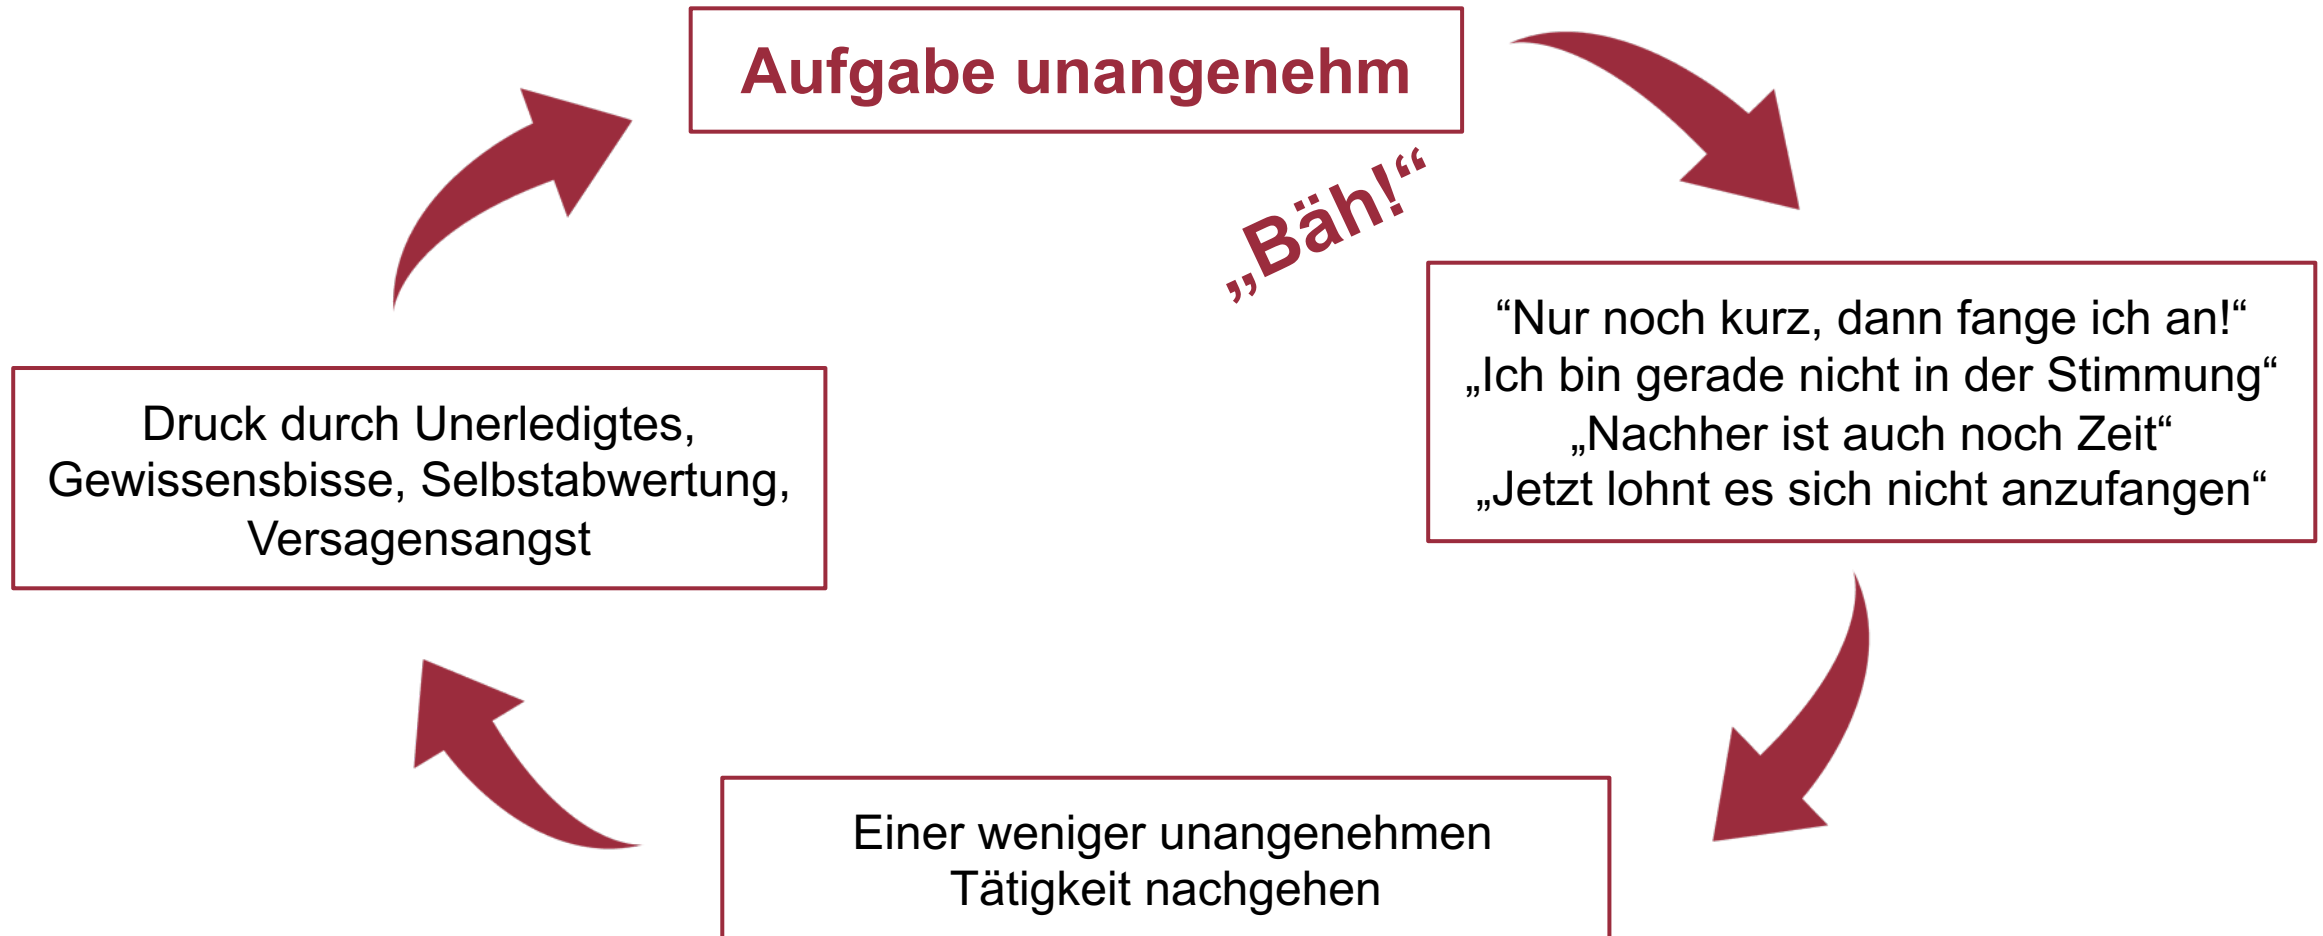 Aufgabe unangenehm
„Bäh!“
“Nur noch kurz, dann fange ich an!“
„Ich bin gerade nicht in der Stimmung“
„Nachher ist auch noch Zeit“
„Jetzt lohnt es sich nicht anzufangen“
Druck durch Unerledigtes,
Gewissensbisse, Selbstabwertung,
Versagensangst
Einer weniger unangenehmen
Tätigkeit nachgehen